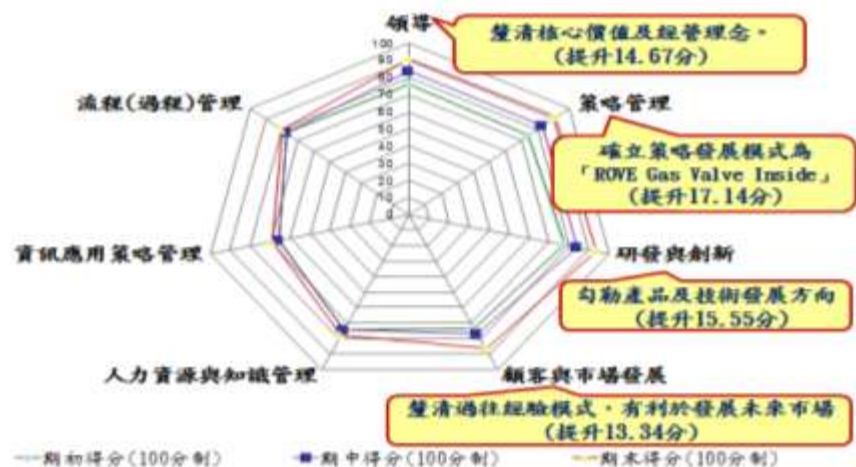 領導
釐清核心價值及經管理念。
(提升14.67分)
100
90
80
70
60
50
40
30
20
10
0
流程(過程)管理
策略管理
確立策略發展模式為
「ROVE Gas Valve Inside」
(提升17.14分)
資訊應用策略管理
研發與創新
勾勒產品及技術發展方向
(提升15.55分)
人力資源與知識管理
顧客與市場發展
釐清過往經驗模式，有利於發展未來市場
(提升13.34分)
期初得分(100分制)
期中得分(100分制)
期末得分(100分制)